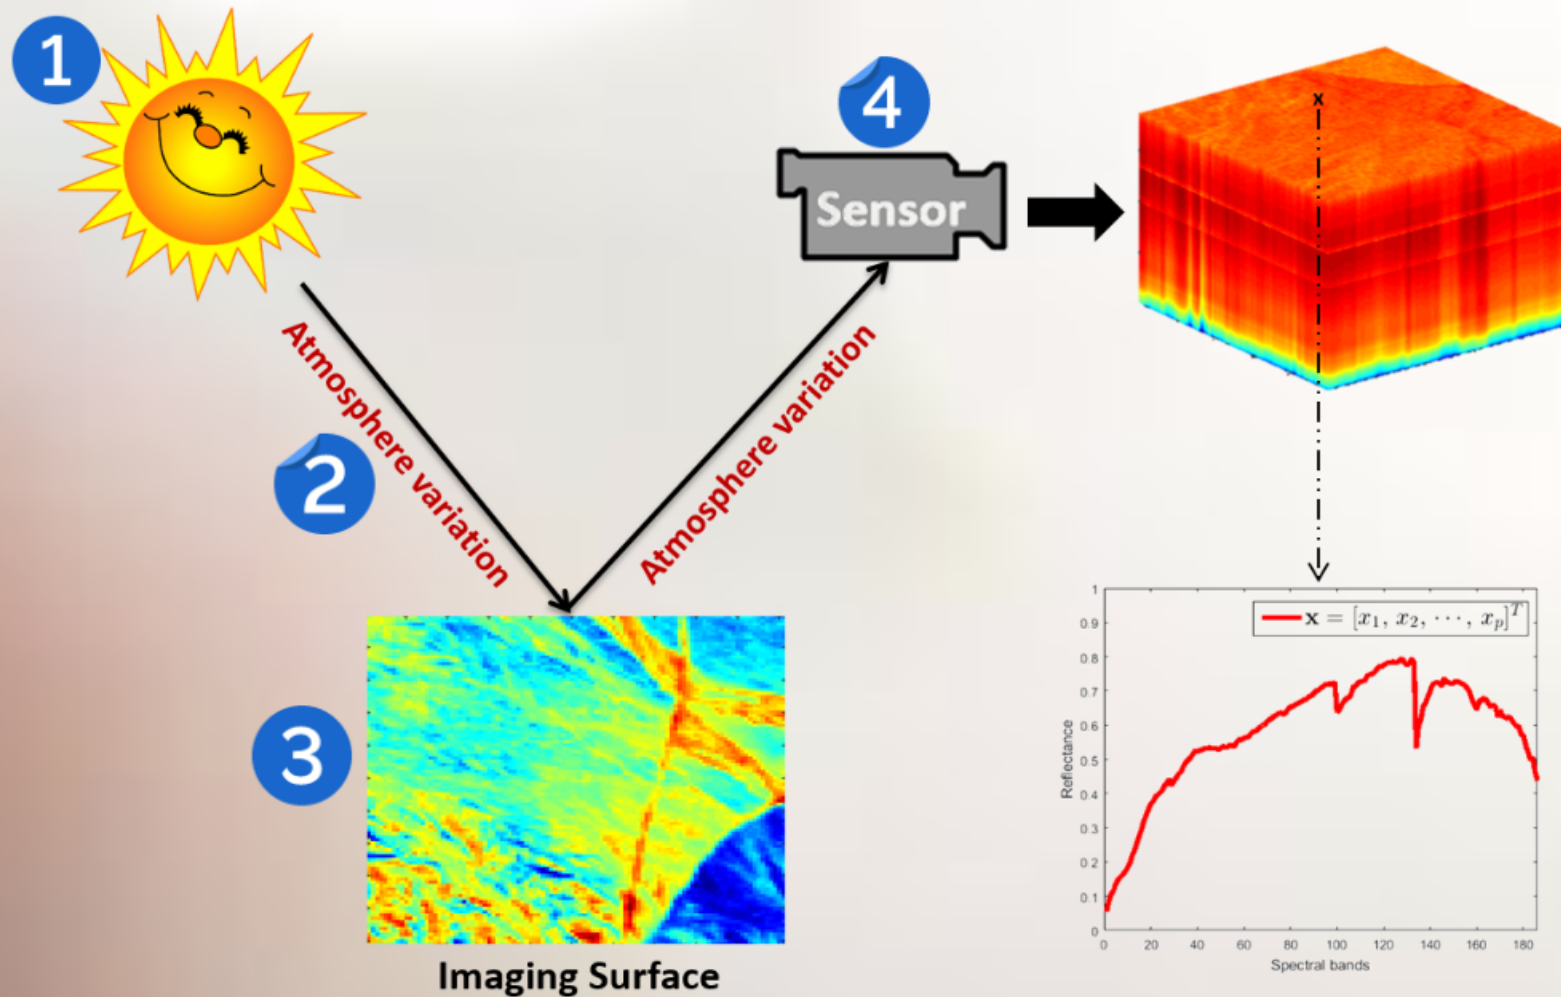 1
4
Sensor
x
Atmosphere variation
Atmosphere variation
2
3
Imaging Surface
x = [x₁, x₂, ⋯, xₚ]ᵀ
1
0.9
0.8
0.7
0.6
0.5
0.4
0.3
0.2
0.1
0
Reflectance
0 20 40 60 80 100 120 140 160 180
Spectral bands